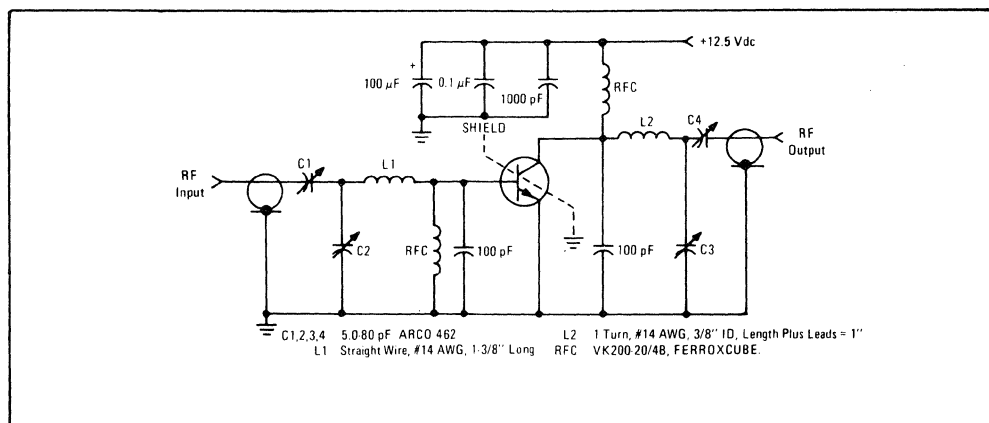 +12.5 Vdc
+
100 μF
0.1 μF
1000 pF
RFC
SHIELD
L2
C4
RF
Output
C1
L1
RF
Input
C2
RFC
100 pF
100 pF
C3
C1,2,3,4 5.0-80 pF ARCO 462
L1 Straight Wire, #14 AWG, 1-3/8" Long
L2 1 Turn, #14 AWG, 3/8" ID, Length Plus Leads = 1"
RFC VK200-20/4B, FERROXCUBE.